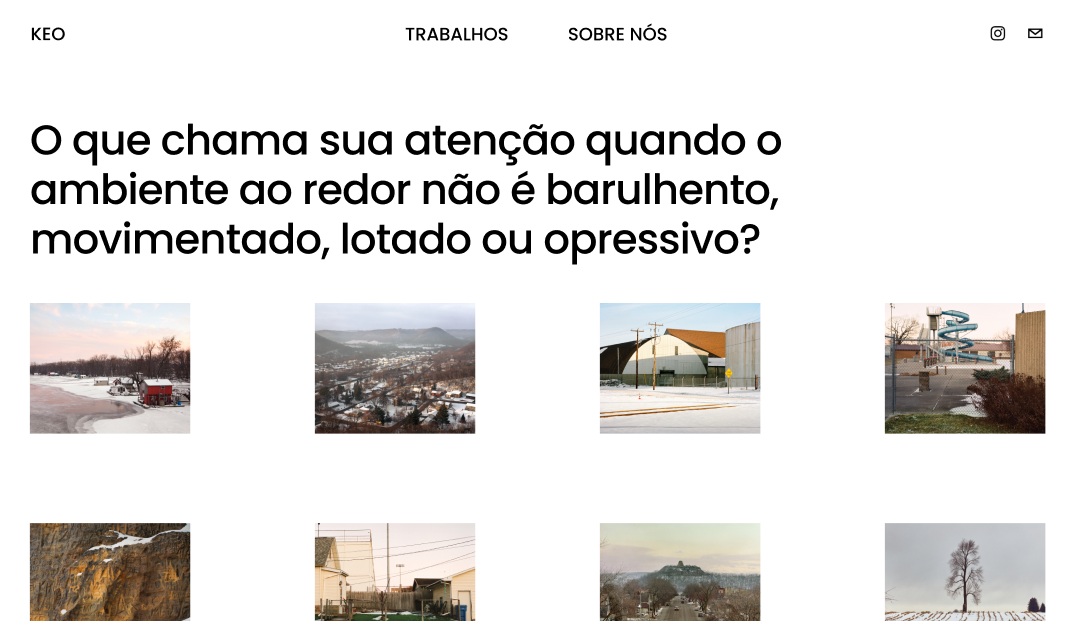 KEO
TRABALHOS
SOBRE NÓS
O que chama sua atenção quando o
ambiente ao redor não é barulhento,
movimentado, lotado ou opressivo?